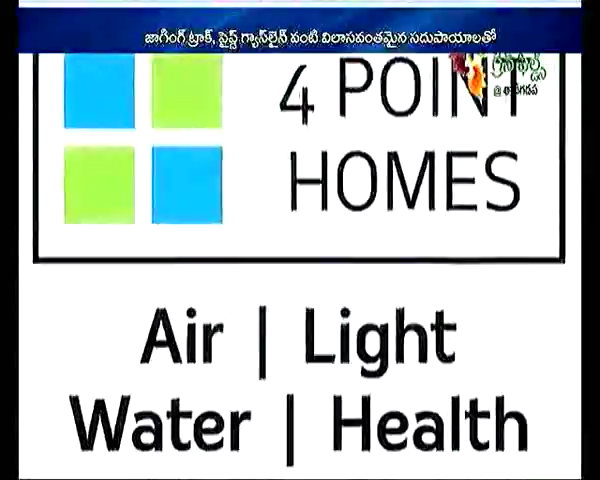 జాగింగ్ ట్రాక్, పైప్డ్ గ్యాస్‌లైన్ వంటి విలాసవంతమైన సదుపాయాలతో
4 POINT
HOMES
Air | Light
Water | Health